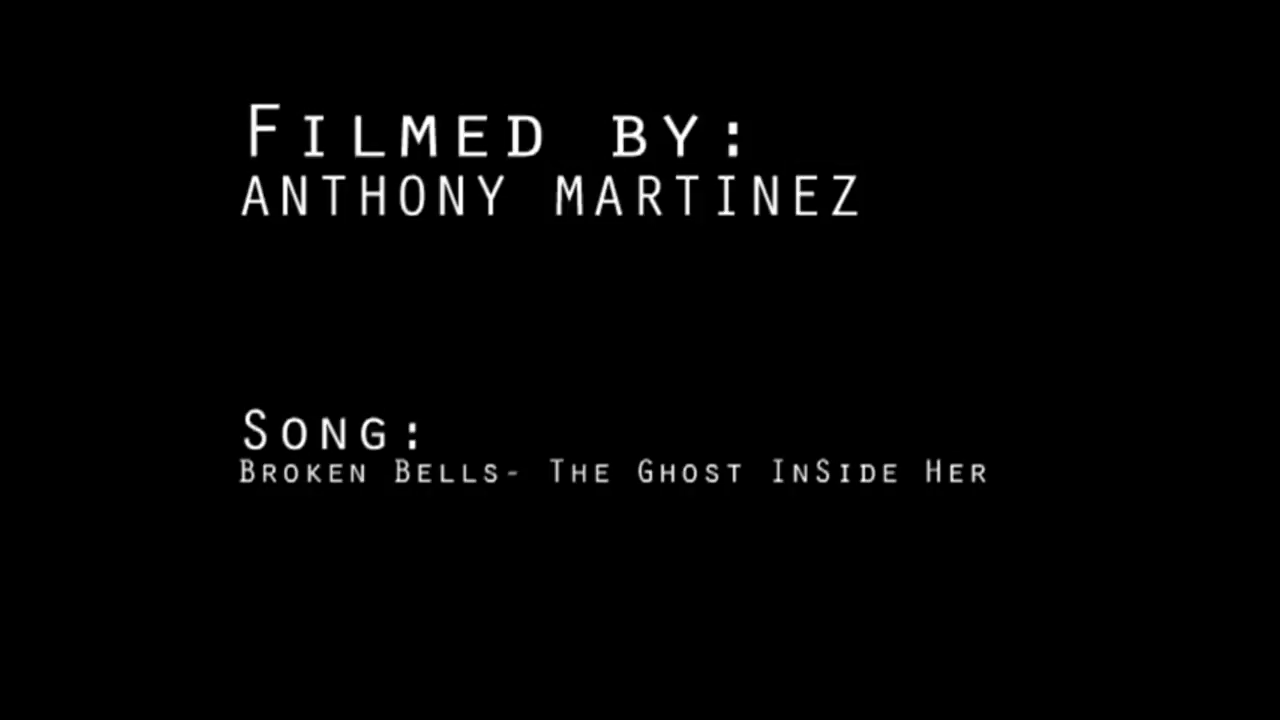 Filmed by:
ANTHONY MARTINEZ
Song:
Broken Bells- The Ghost InSide Her